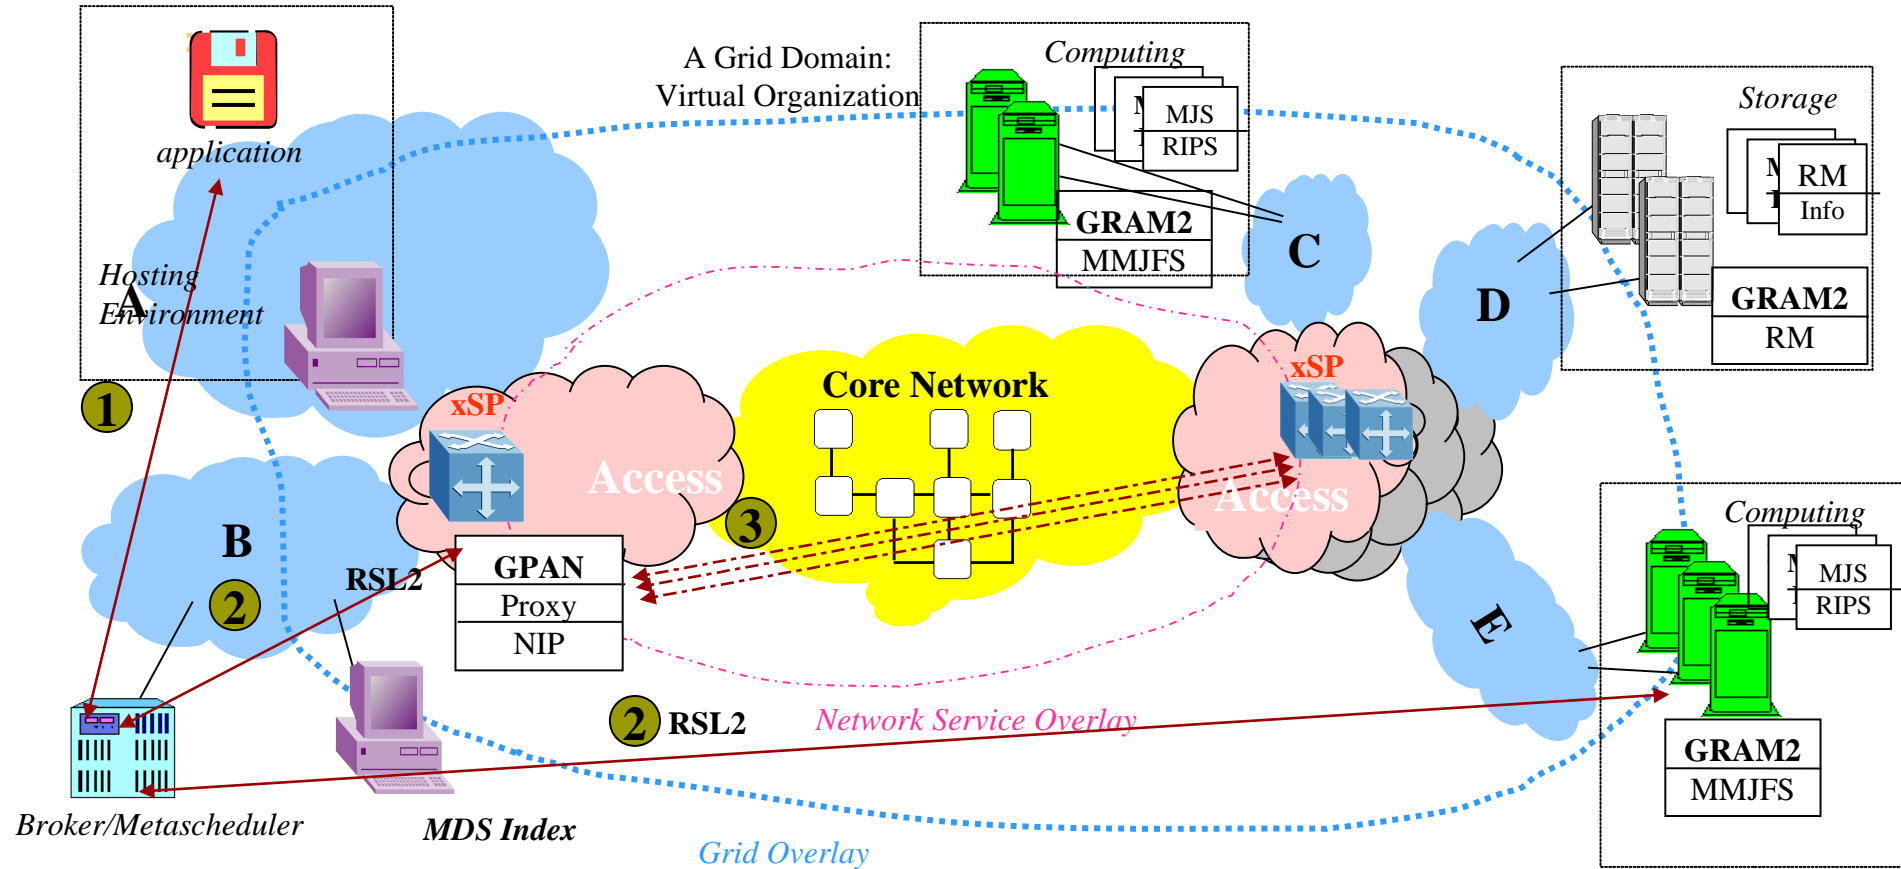 A Grid Domain:
Virtual Organization
application
Hosting
Environment
A
1
Computing
MJS
RIPS
GRAM2
MMJFS
C
Storage
RM
Info
GRAM2
RM
D
xSP
Access
Core Network
xSP
Access
3
B
2
RSL2
GPAN
Proxy
NIP
E
Computing
MJS
RIPS
GRAM2
MMJFS
2 RSL2
Network Service Overlay
Broker/Metascheduler
MDS Index
Grid Overlay